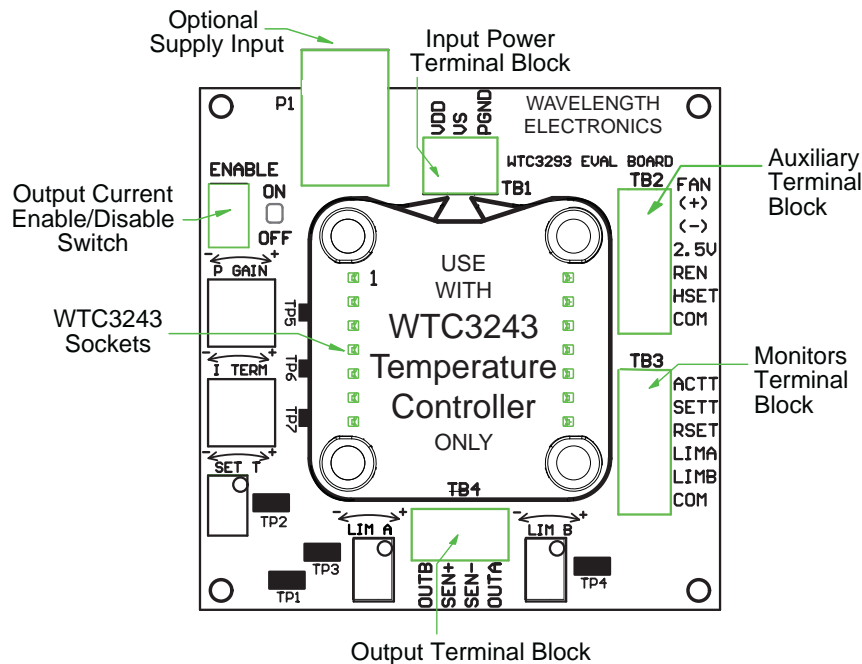 Optional
Supply Input
Input Power
Terminal Block
P1
VDD
VS
PGND
WAVELENGTH
ELECTRONICS
WTC3293 EVAL BOARD
TB1
TB2
Auxiliary
Terminal
Block
FAN
(+)
(-)
2.5V
REN
HSET
COM
Output Current
Enable/Disable
Switch
ENABLE
ON
OFF
- +
P GAIN
TP5
WTC3243
Sockets
- +
I TERM
TP6
TP7
- +
SET T
TP2
1
USE
WITH
WTC3243
Temperature
Controller
ONLY
TB3
Monitors
Terminal
Block
ACTT
SETT
RSET
LIMA
LIMB
COM
TB4
- +
LIM A
- +
LIM B
TP3
TP1
TP4
OUTB
SEN+
SEN-
OUTA
Output Terminal Block